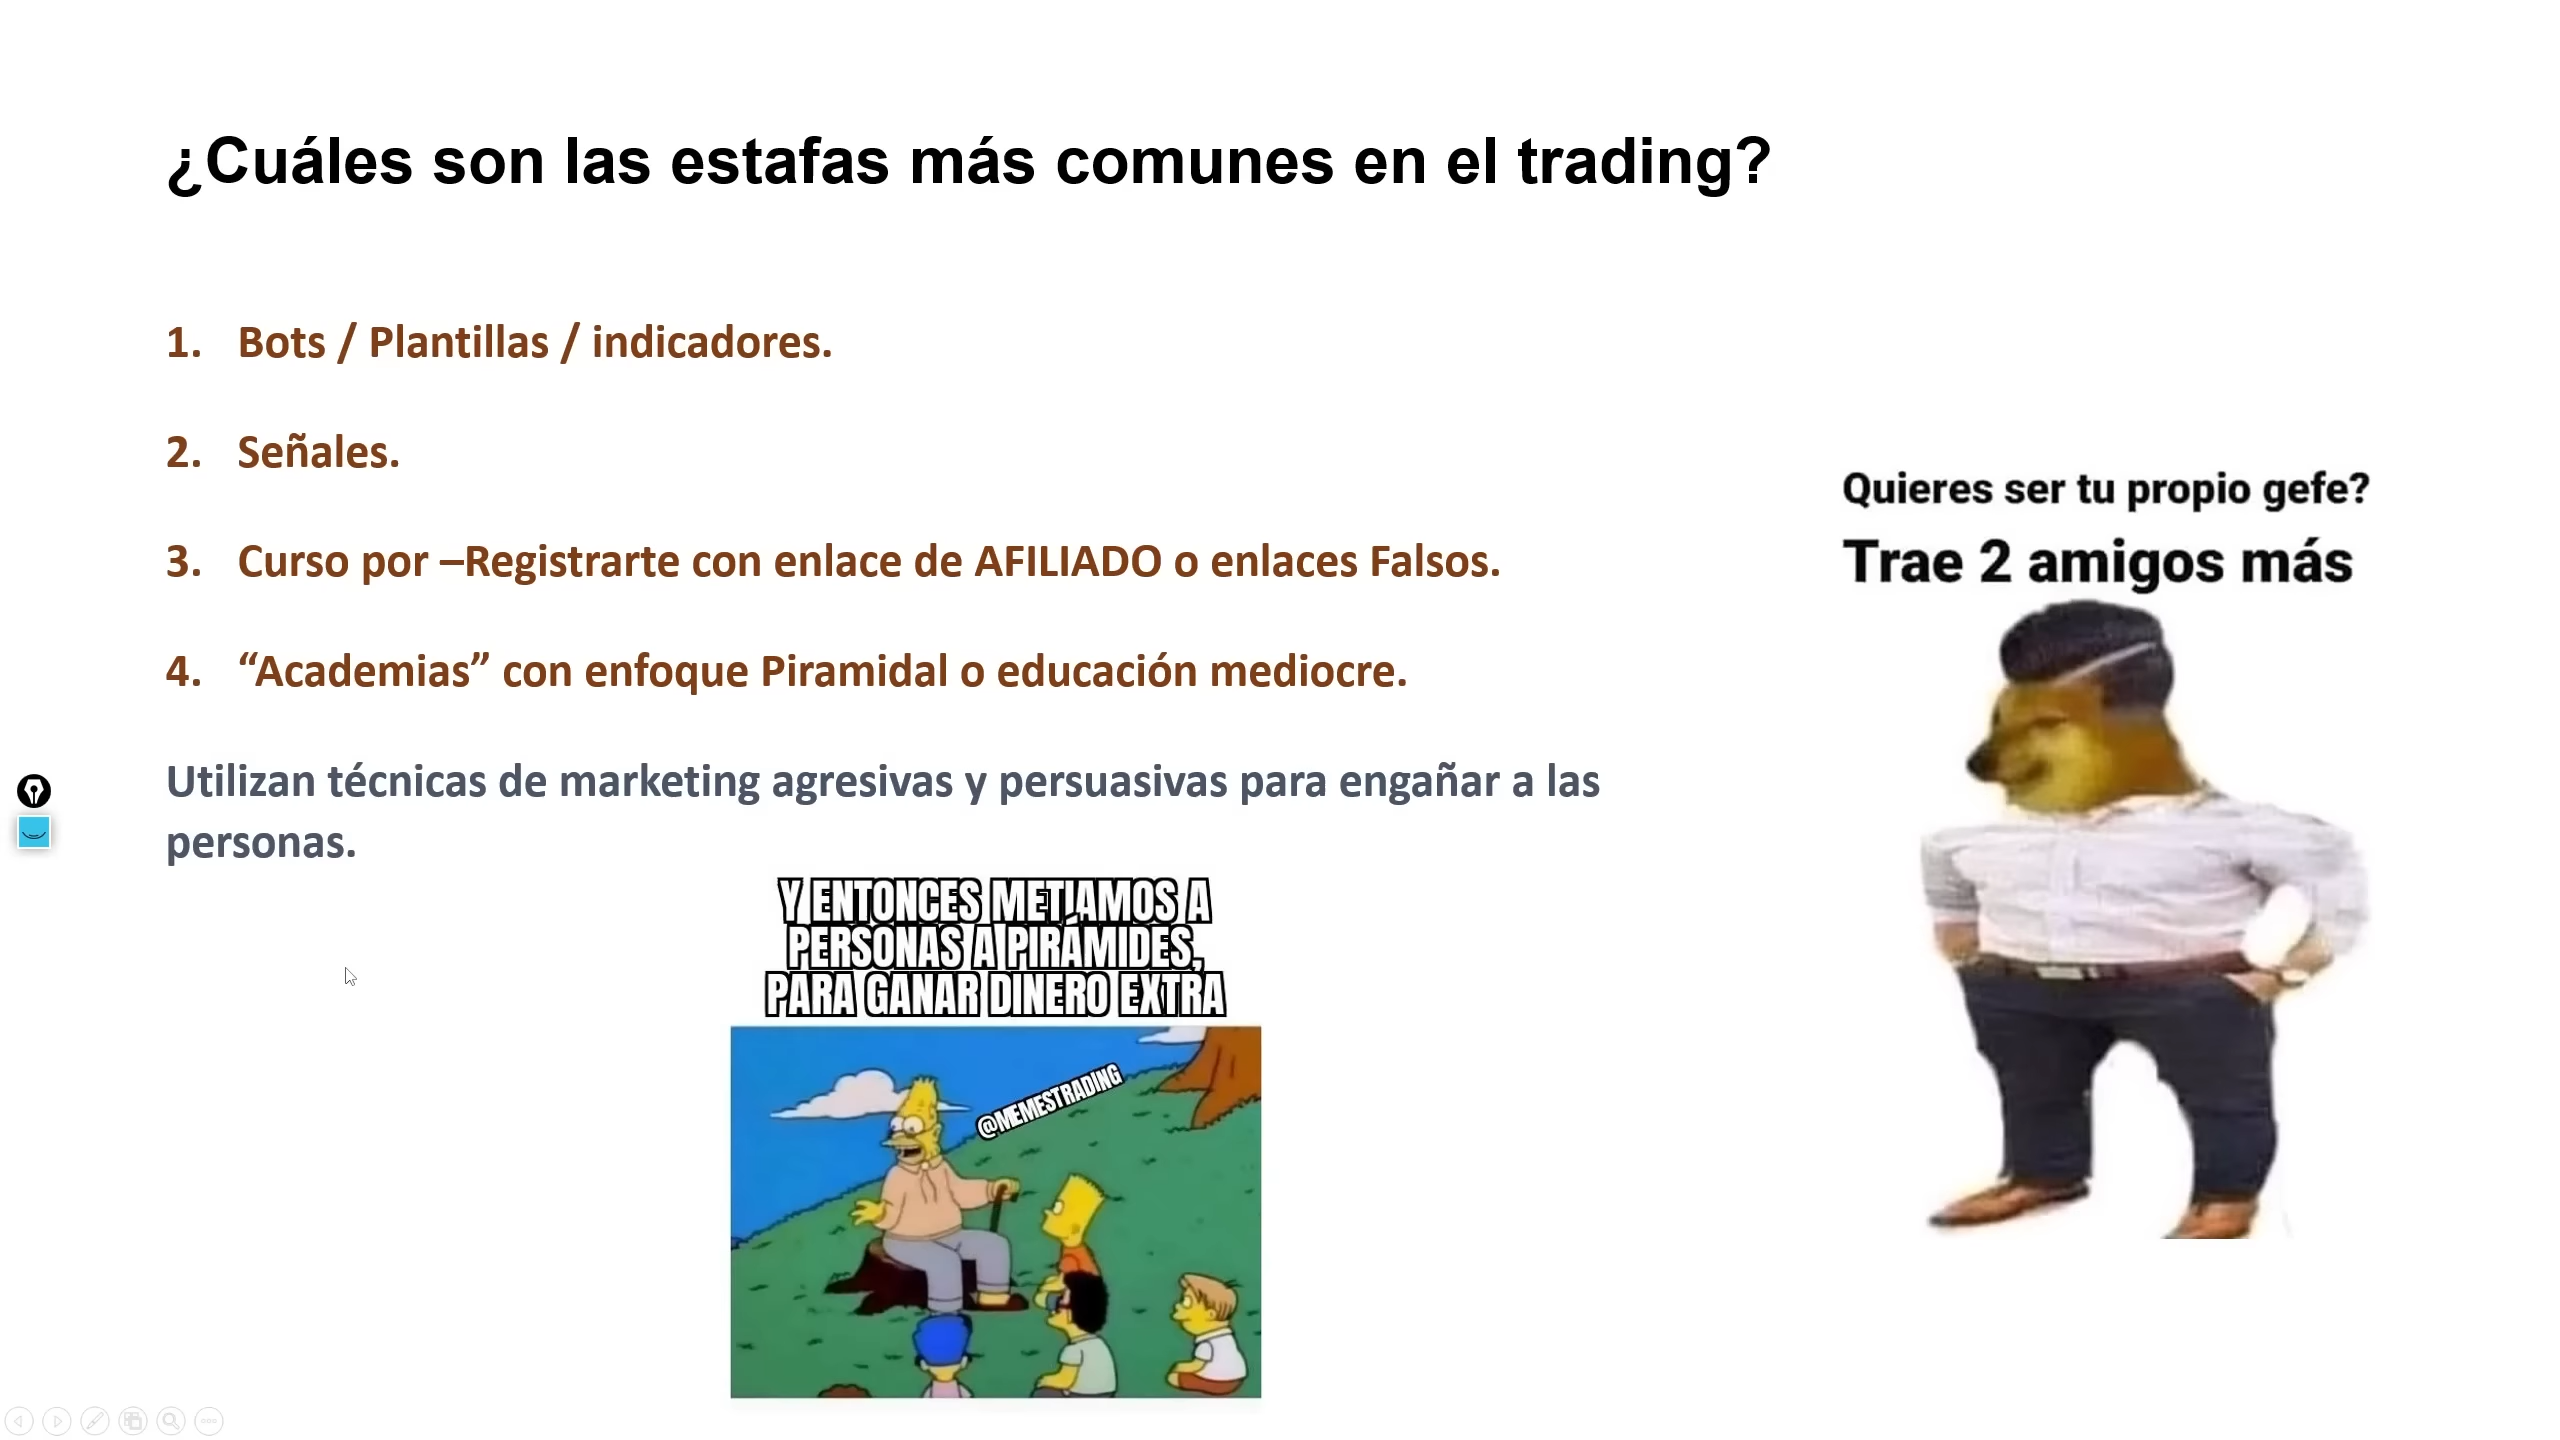 ¿Cuáles son las estafas más comunes en el trading?
1. Bots / Plantillas / indicadores.
2. Señales.
3. Curso por –Registrarte con enlace de AFILIADO o enlaces Falsos.
4. “Academias” con enfoque Piramidal o educación mediocre.
Utilizan técnicas de marketing agresivas y persuasivas para engañar a las
personas.
Quieres ser tu propio gefe?
Trae 2 amigos más
Y ENTONCES METÍAMOS A
PERSONAS A PIRÁMIDES,
PARA GANAR DINERO EXTRA
@MEMESTRADING